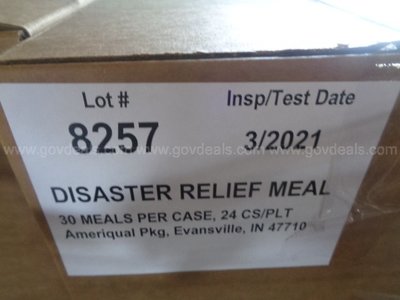 Lot #
Insp/Test Date
8257
3/2021
www.govdeals.com www.govdeals.com www.govdeals.com
DISASTER RELIEF MEAL
30 MEALS PER CASE, 24 CS/PLT
Ameriqual Pkg, Evansville, IN 47710